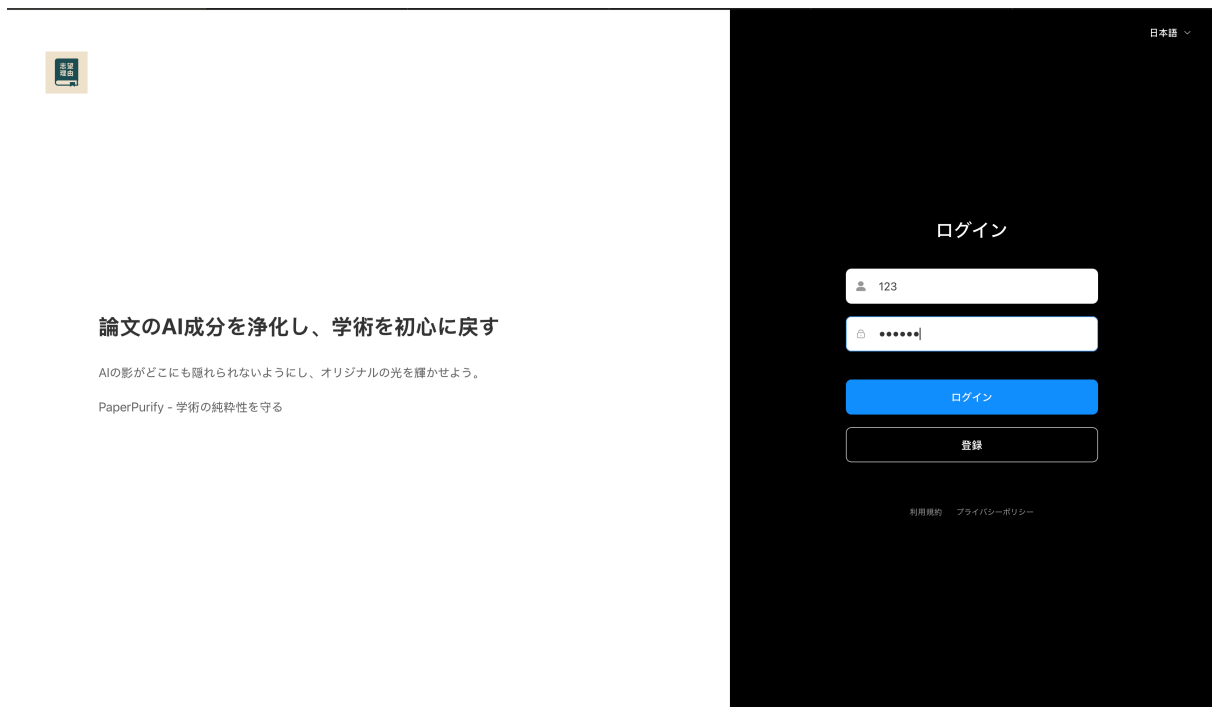 日本語
志望
理由
ログイン
123
論文のAI成分を浄化し、学術を初心に戻す
AIの影がどこにも隠れられないようにし、オリジナルの光を輝かせよう。
PaperPurify - 学術の純粋性を守る
ログイン
登録
利用規約 プライバシーポリシー